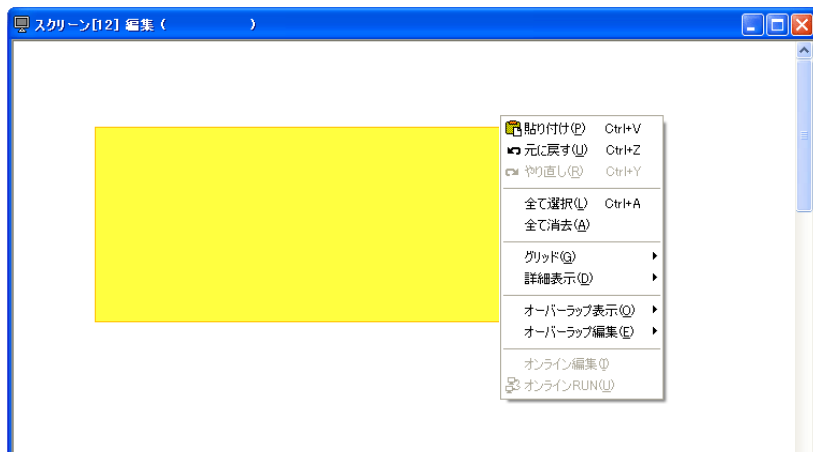 スクリーン[12] 編集 ( )
貼り付け(P) Ctrl+V
元に戻す(U) Ctrl+Z
やり直し(R) Ctrl+Y
全て選択(L) Ctrl+A
全て消去(A)
グリッド(G)
詳細表示(D)
オーバーラップ表示(O)
オーバーラップ編集(E)
オンライン編集(I)
オンラインRUN(U)